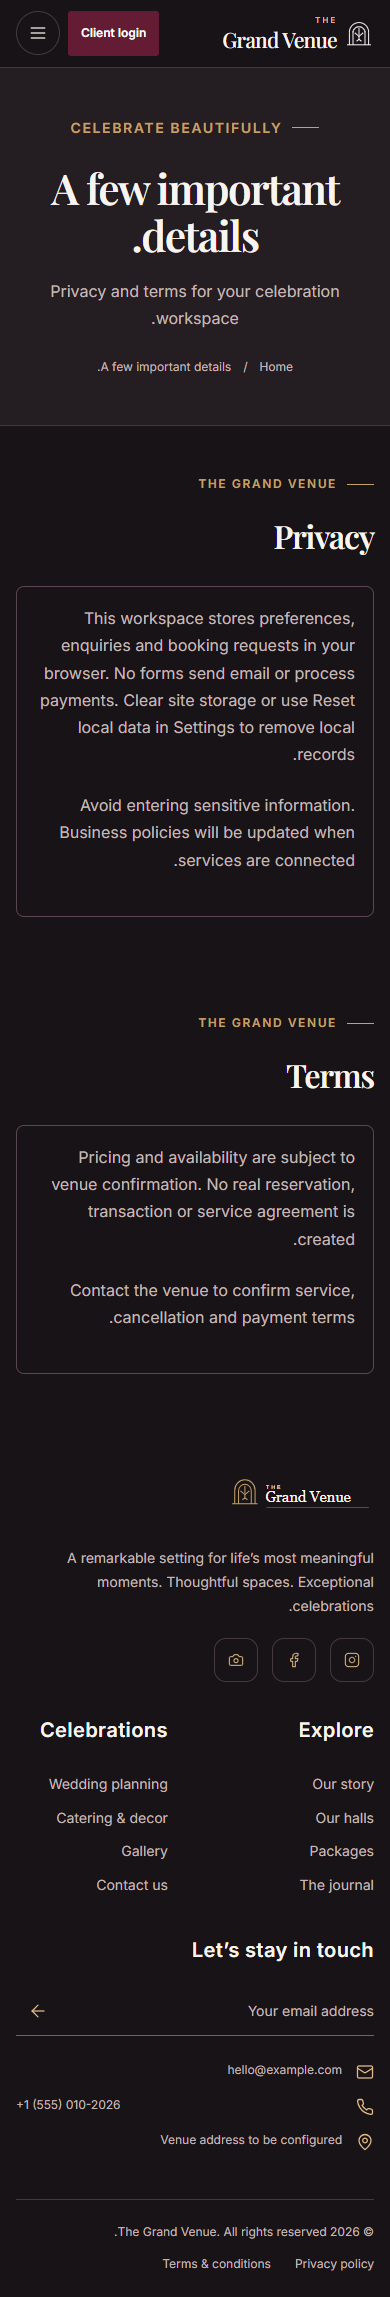 Client login
THE
Grand Venue
CELEBRATE BEAUTIFULLY
A few important
.details
Privacy and terms for your celebration
.workspace
.A few important details / Home
THE GRAND VENUE
Privacy
This workspace stores preferences,
enquiries and booking requests in your
browser. No forms send email or process
payments. Clear site storage or use Reset
local data in Settings to remove local
.records
Avoid entering sensitive information.
Business policies will be updated when
.services are connected
THE GRAND VENUE
Terms
Pricing and availability are subject to
venue confirmation. No real reservation,
transaction or service agreement is
.created
Contact the venue to confirm service,
.cancellation and payment terms
THE
Grand Venue
A remarkable setting for life's most meaningful
moments. Thoughtful spaces. Exceptional
.celebrations
Explore
Our story
Our halls
Packages
The journal
Celebrations
Wedding planning
Catering & decor
Gallery
Contact us
Let's stay in touch
Your email address
hello@example.com
+1 (555) 010-2026
Venue address to be configured
.The Grand Venue. All rights reserved 2026 ©
Terms & conditions Privacy policy